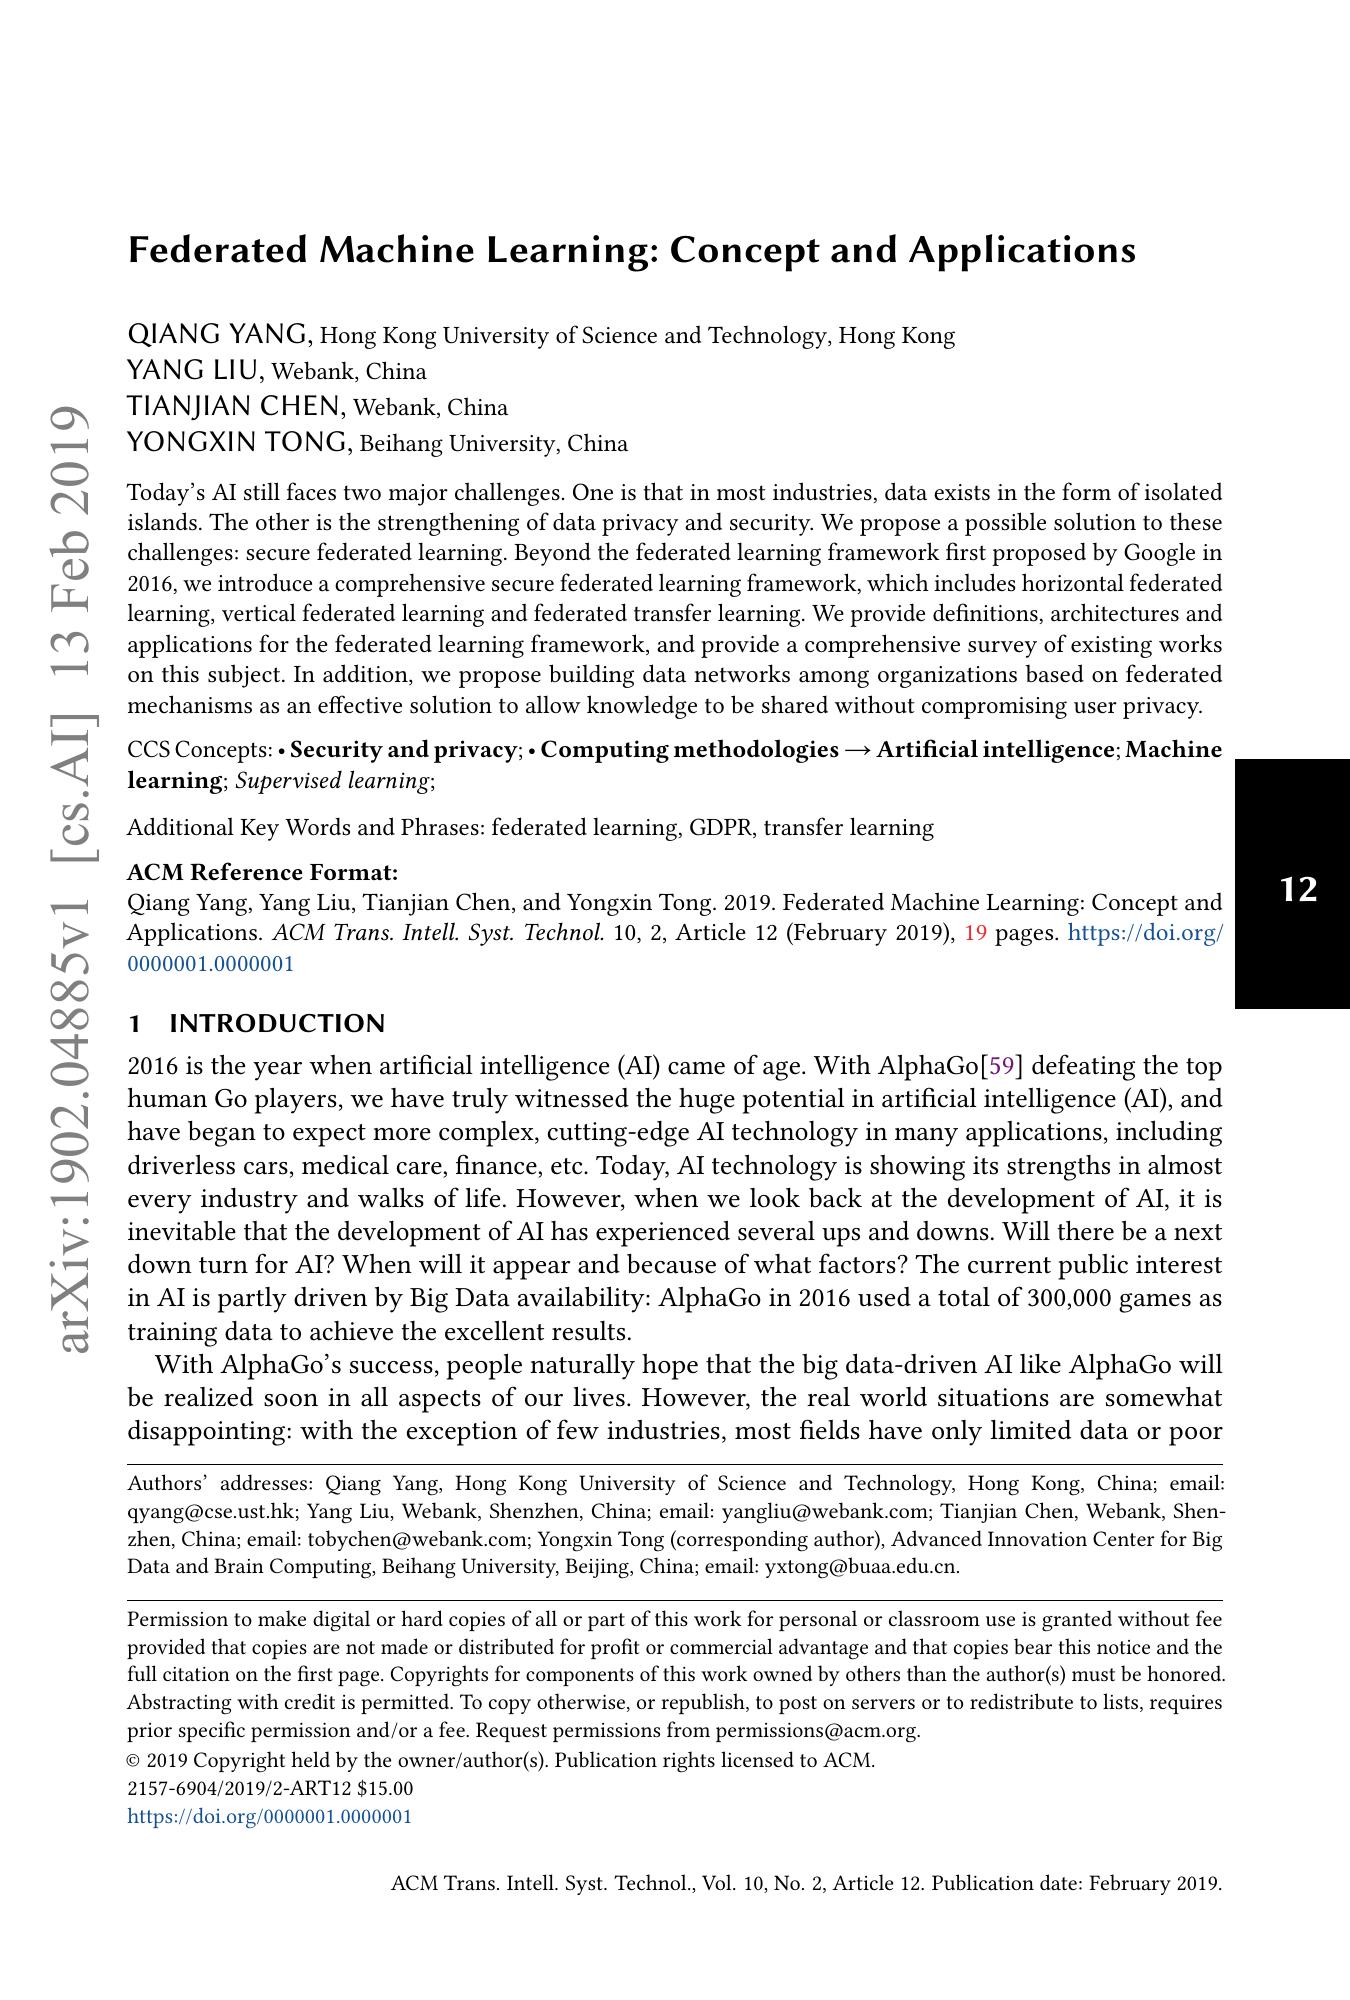 Federated Machine Learning: Concept and Applications
QIANG YANG, Hong Kong University of Science and Technology, Hong Kong
YANG LIU, Webank, China
TIANJIAN CHEN, Webank, China
YONGXIN TONG, Beihang University, China
Today's AI still faces two major challenges. One is that in most industries, data exists in the form of isolated
islands. The other is the strengthening of data privacy and security. We propose a possible solution to these
challenges: secure federated learning. Beyond the federated learning framework first proposed by Google in
2016, we introduce a comprehensive secure federated learning framework, which includes horizontal federated
learning, vertical federated learning and federated transfer learning. We provide definitions, architectures and
applications for the federated learning framework, and provide a comprehensive survey of existing works
on this subject. In addition, we propose building data networks among organizations based on federated
mechanisms as an effective solution to allow knowledge to be shared without compromising user privacy.
CCS Concepts: • Security and privacy; • Computing methodologies → Artificial intelligence; Machine
learning; Supervised learning;
Additional Key Words and Phrases: federated learning, GDPR, transfer learning
ACM Reference Format:
Qiang Yang, Yang Liu, Tianjian Chen, and Yongxin Tong. 2019. Federated Machine Learning: Concept and
Applications. ACM Trans. Intell. Syst. Technol. 10, 2, Article 12 (February 2019), 19 pages. https://doi.org/
0000001.0000001
12
1 INTRODUCTION
2016 is the year when artificial intelligence (AI) came of age. With AlphaGo[59] defeating the top
human Go players, we have truly witnessed the huge potential in artificial intelligence (AI), and
have began to expect more complex, cutting-edge AI technology in many applications, including
driverless cars, medical care, finance, etc. Today, AI technology is showing its strengths in almost
every industry and walks of life. However, when we look back at the development of AI, it is
inevitable that the development of AI has experienced several ups and downs. Will there be a next
down turn for AI? When will it appear and because of what factors? The current public interest
in AI is partly driven by Big Data availability: AlphaGo in 2016 used a total of 300,000 games as
training data to achieve the excellent results.
With AlphaGo's success, people naturally hope that the big data-driven AI like AlphaGo will
be realized soon in all aspects of our lives. However, the real world situations are somewhat
disappointing: with the exception of few industries, most fields have only limited data or poor
Authors' addresses: Qiang Yang, Hong Kong University of Science and Technology, Hong Kong, China; email:
qyang@cse.ust.hk; Yang Liu, Webank, Shenzhen, China; email: yangliu@webank.com; Tianjian Chen, Webank, Shen-
zhen, China; email: tobychen@webank.com; Yongxin Tong (corresponding author), Advanced Innovation Center for Big
Data and Brain Computing, Beihang University, Beijing, China; email: yxtong@buaa.edu.cn.
Permission to make digital or hard copies of all or part of this work for personal or classroom use is granted without fee
provided that copies are not made or distributed for profit or commercial advantage and that copies bear this notice and the
full citation on the first page. Copyrights for components of this work owned by others than the author(s) must be honored.
Abstracting with credit is permitted. To copy otherwise, or republish, to post on servers or to redistribute to lists, requires
prior specific permission and/or a fee. Request permissions from permissions@acm.org.
© 2019 Copyright held by the owner/author(s). Publication rights licensed to ACM.
2157-6904/2019/2-ART12 $15.00
https://doi.org/0000001.0000001
ACM Trans. Intell. Syst. Technol., Vol. 10, No. 2, Article 12. Publication date: February 2019.
arXiv:1902.04885v1 [cs.AI] 13 Feb 2019